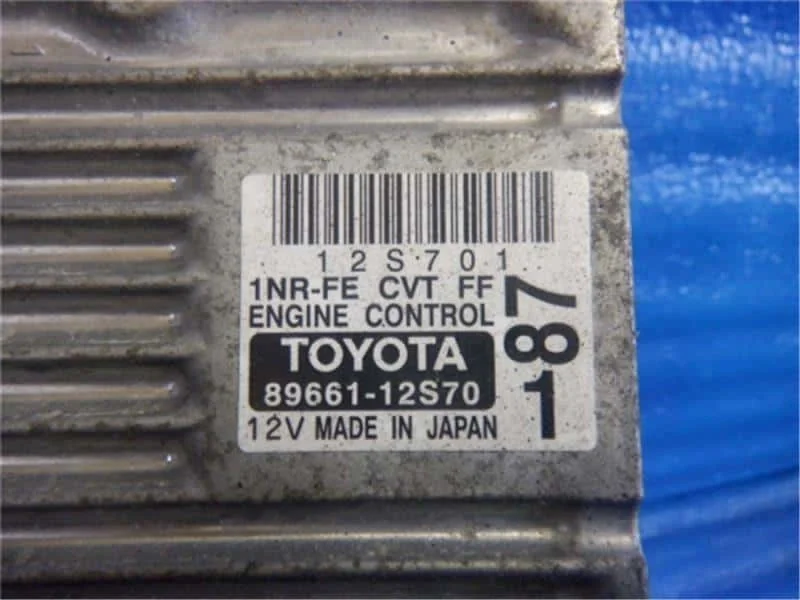 12S701
1NR-FE CVT FF
ENGINE CONTROL
TOYOTA
89661-12S70
12V MADE IN JAPAN
187